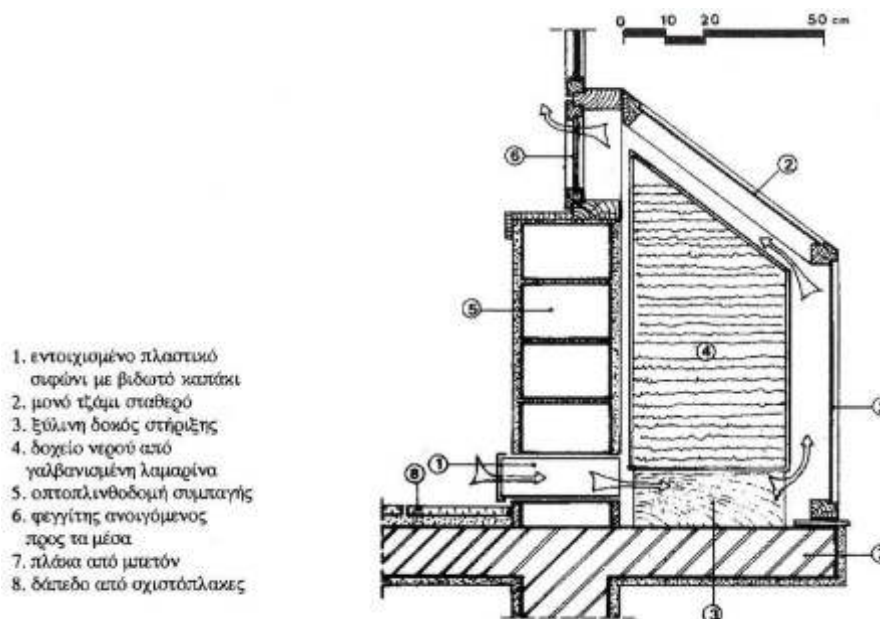 0 10 20 50 cm
6
2
5
4
1
8
3
1. εντοιχισμένο πλαστικό
σιφώνι με βιδωτό καπάκι
2. μονό τζάμι σταθερό
3. ξύλινη δοκός στήριξης
4. δοχείο νερού από
γαλβανισμένη λαμαρίνα
5. οπτοπλινθοδομή συμπαγής
6. φεγγίτης ανοιγόμενος
προς τα μέσα
7. πλάκα από μπετόν
8. δάπεδο από σχιστόπλακες